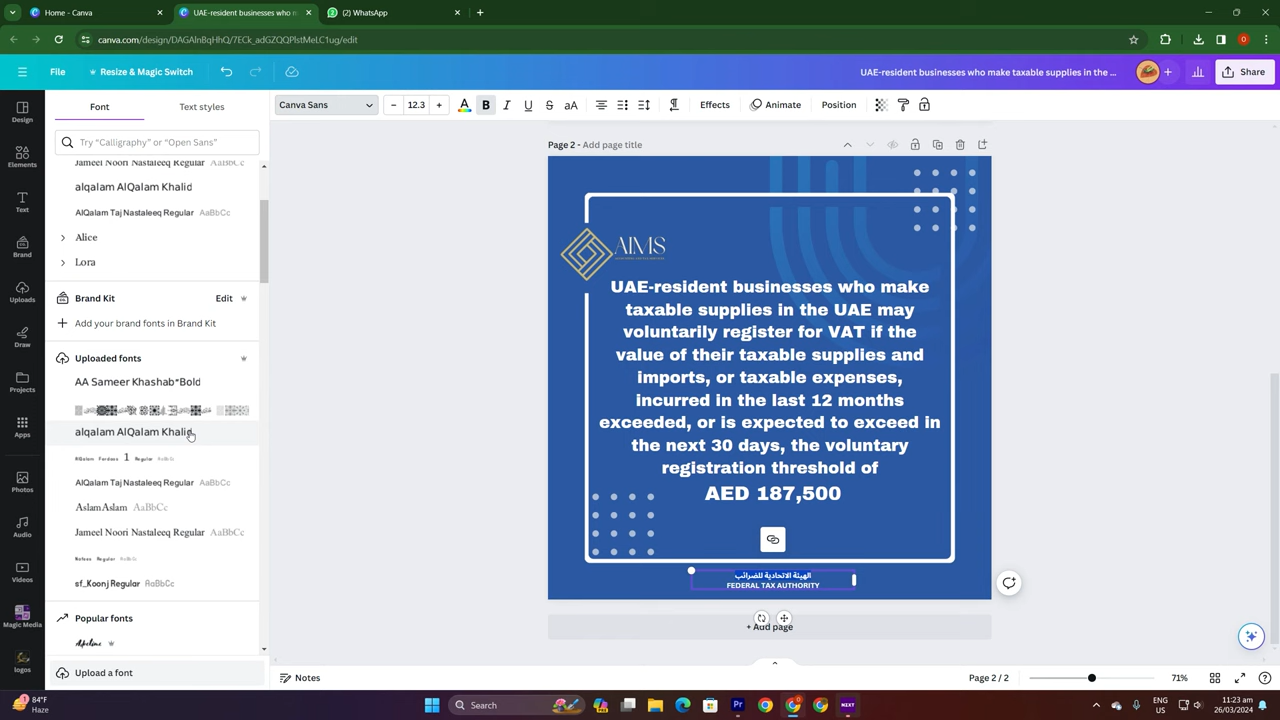 Home - Canva
UAE-resident businesses who m
(2) WhatsApp
canva.com/design/DAGAlnBqHhQ/7ECk_adGZQQPlstMeLC1ug/edit
File
Resize & Magic Switch
UAE-resident businesses who make taxable supplies in the ...
Share
Font
Text styles
Canva Sans
12.3
B
I
U
S
aA
Effects
Animate
Position
Try “Calligraphy” or “Open Sans”
Design
Elements
Text
Brand
Uploads
Draw
Projects
Apps
Photos
Audio
Videos
Magic Media
logos
Jameel Noori Nastaleeq Regular AaBbCc
alqalam AlQalam Khalid
AlQalam Taj Nastaleeq Regular AaBbCc
Alice
Lora
Brand Kit
Edit
Add your brand fonts in Brand Kit
Uploaded fonts
AA Sameer Khashab*Bold
alqalam AlQalam Khalid
AlQalam Taj Nastaleeq Regular AaBbCc
AslamAslam AaBbCc
Jameel Noori Nastaleeq Regular AaBbCc
sf_Koonj Regular AaBbCc
Popular fonts
Upload a font
Page 2 - Add page title
AIMS
UAE-resident businesses who make
taxable supplies in the UAE may
voluntarily register for VAT if the
value of their taxable supplies and
imports, or taxable expenses,
incurred in the last 12 months
exceeded, or is expected to exceed in
the next 30 days, the voluntary
registration threshold of
AED 187,500
الهيئة الاتحادية للضرائب
FEDERAL TAX AUTHORITY
+ Add page
Notes
Page 2 / 2
71%
84°F
Haze
Search
ENG
US
11:23 am
26/03/2024